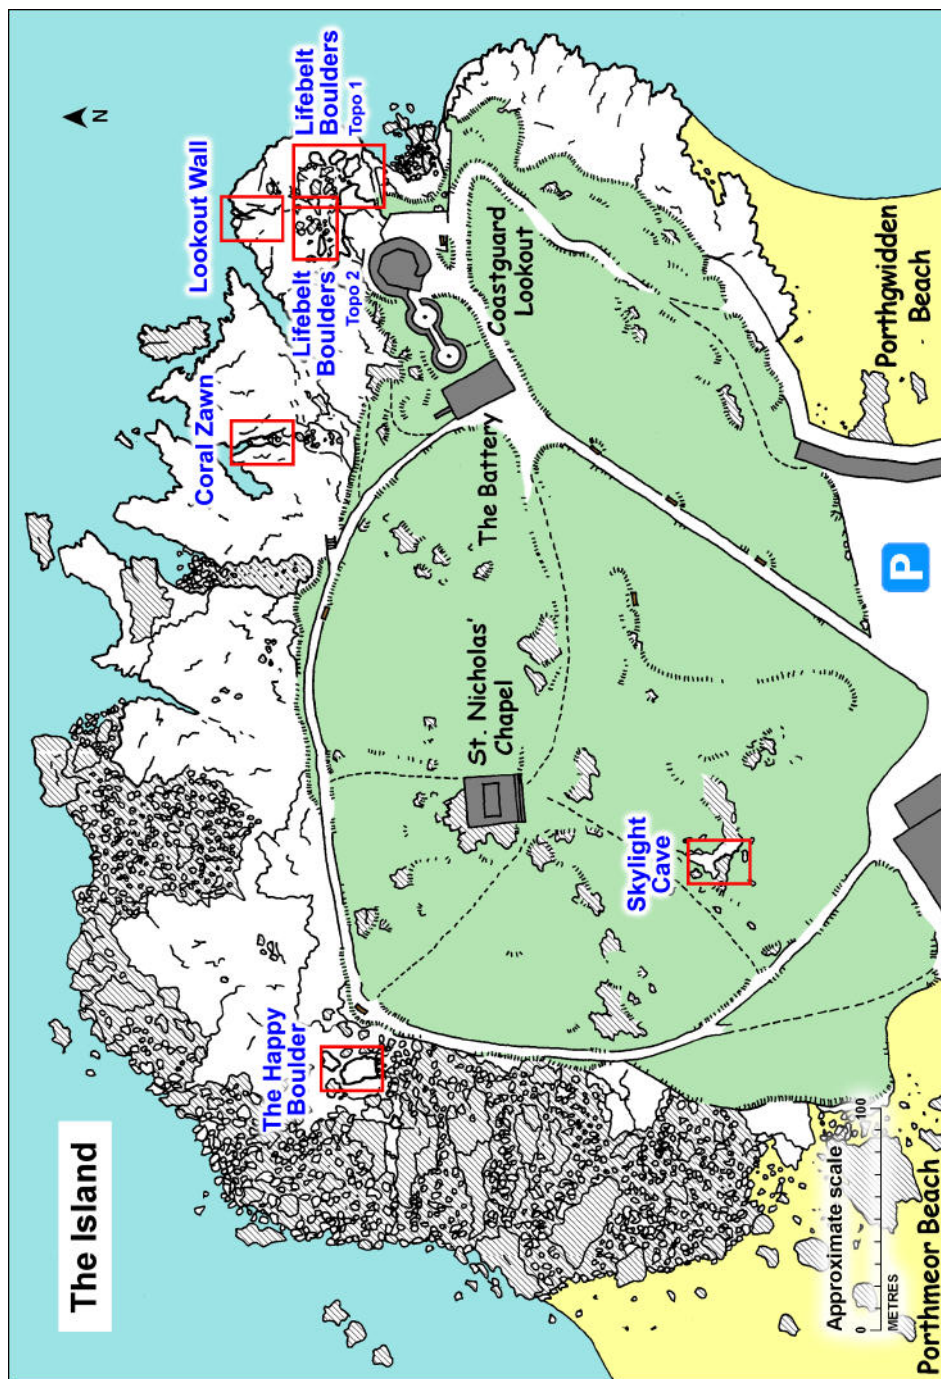 The Island
N
Lookout Wall
Lifebelt
Boulders
Topo 1
Lifebelt
Boulders
Topo 2
Coral Zawn
The Happy
Boulder
Coastguard
Lookout
The Battery
St. Nicholas'
Chapel
Skylight
Cave
Porthgwidden
Beach
P
Approximate scale
0
100
METRES
Porthmeor Beach